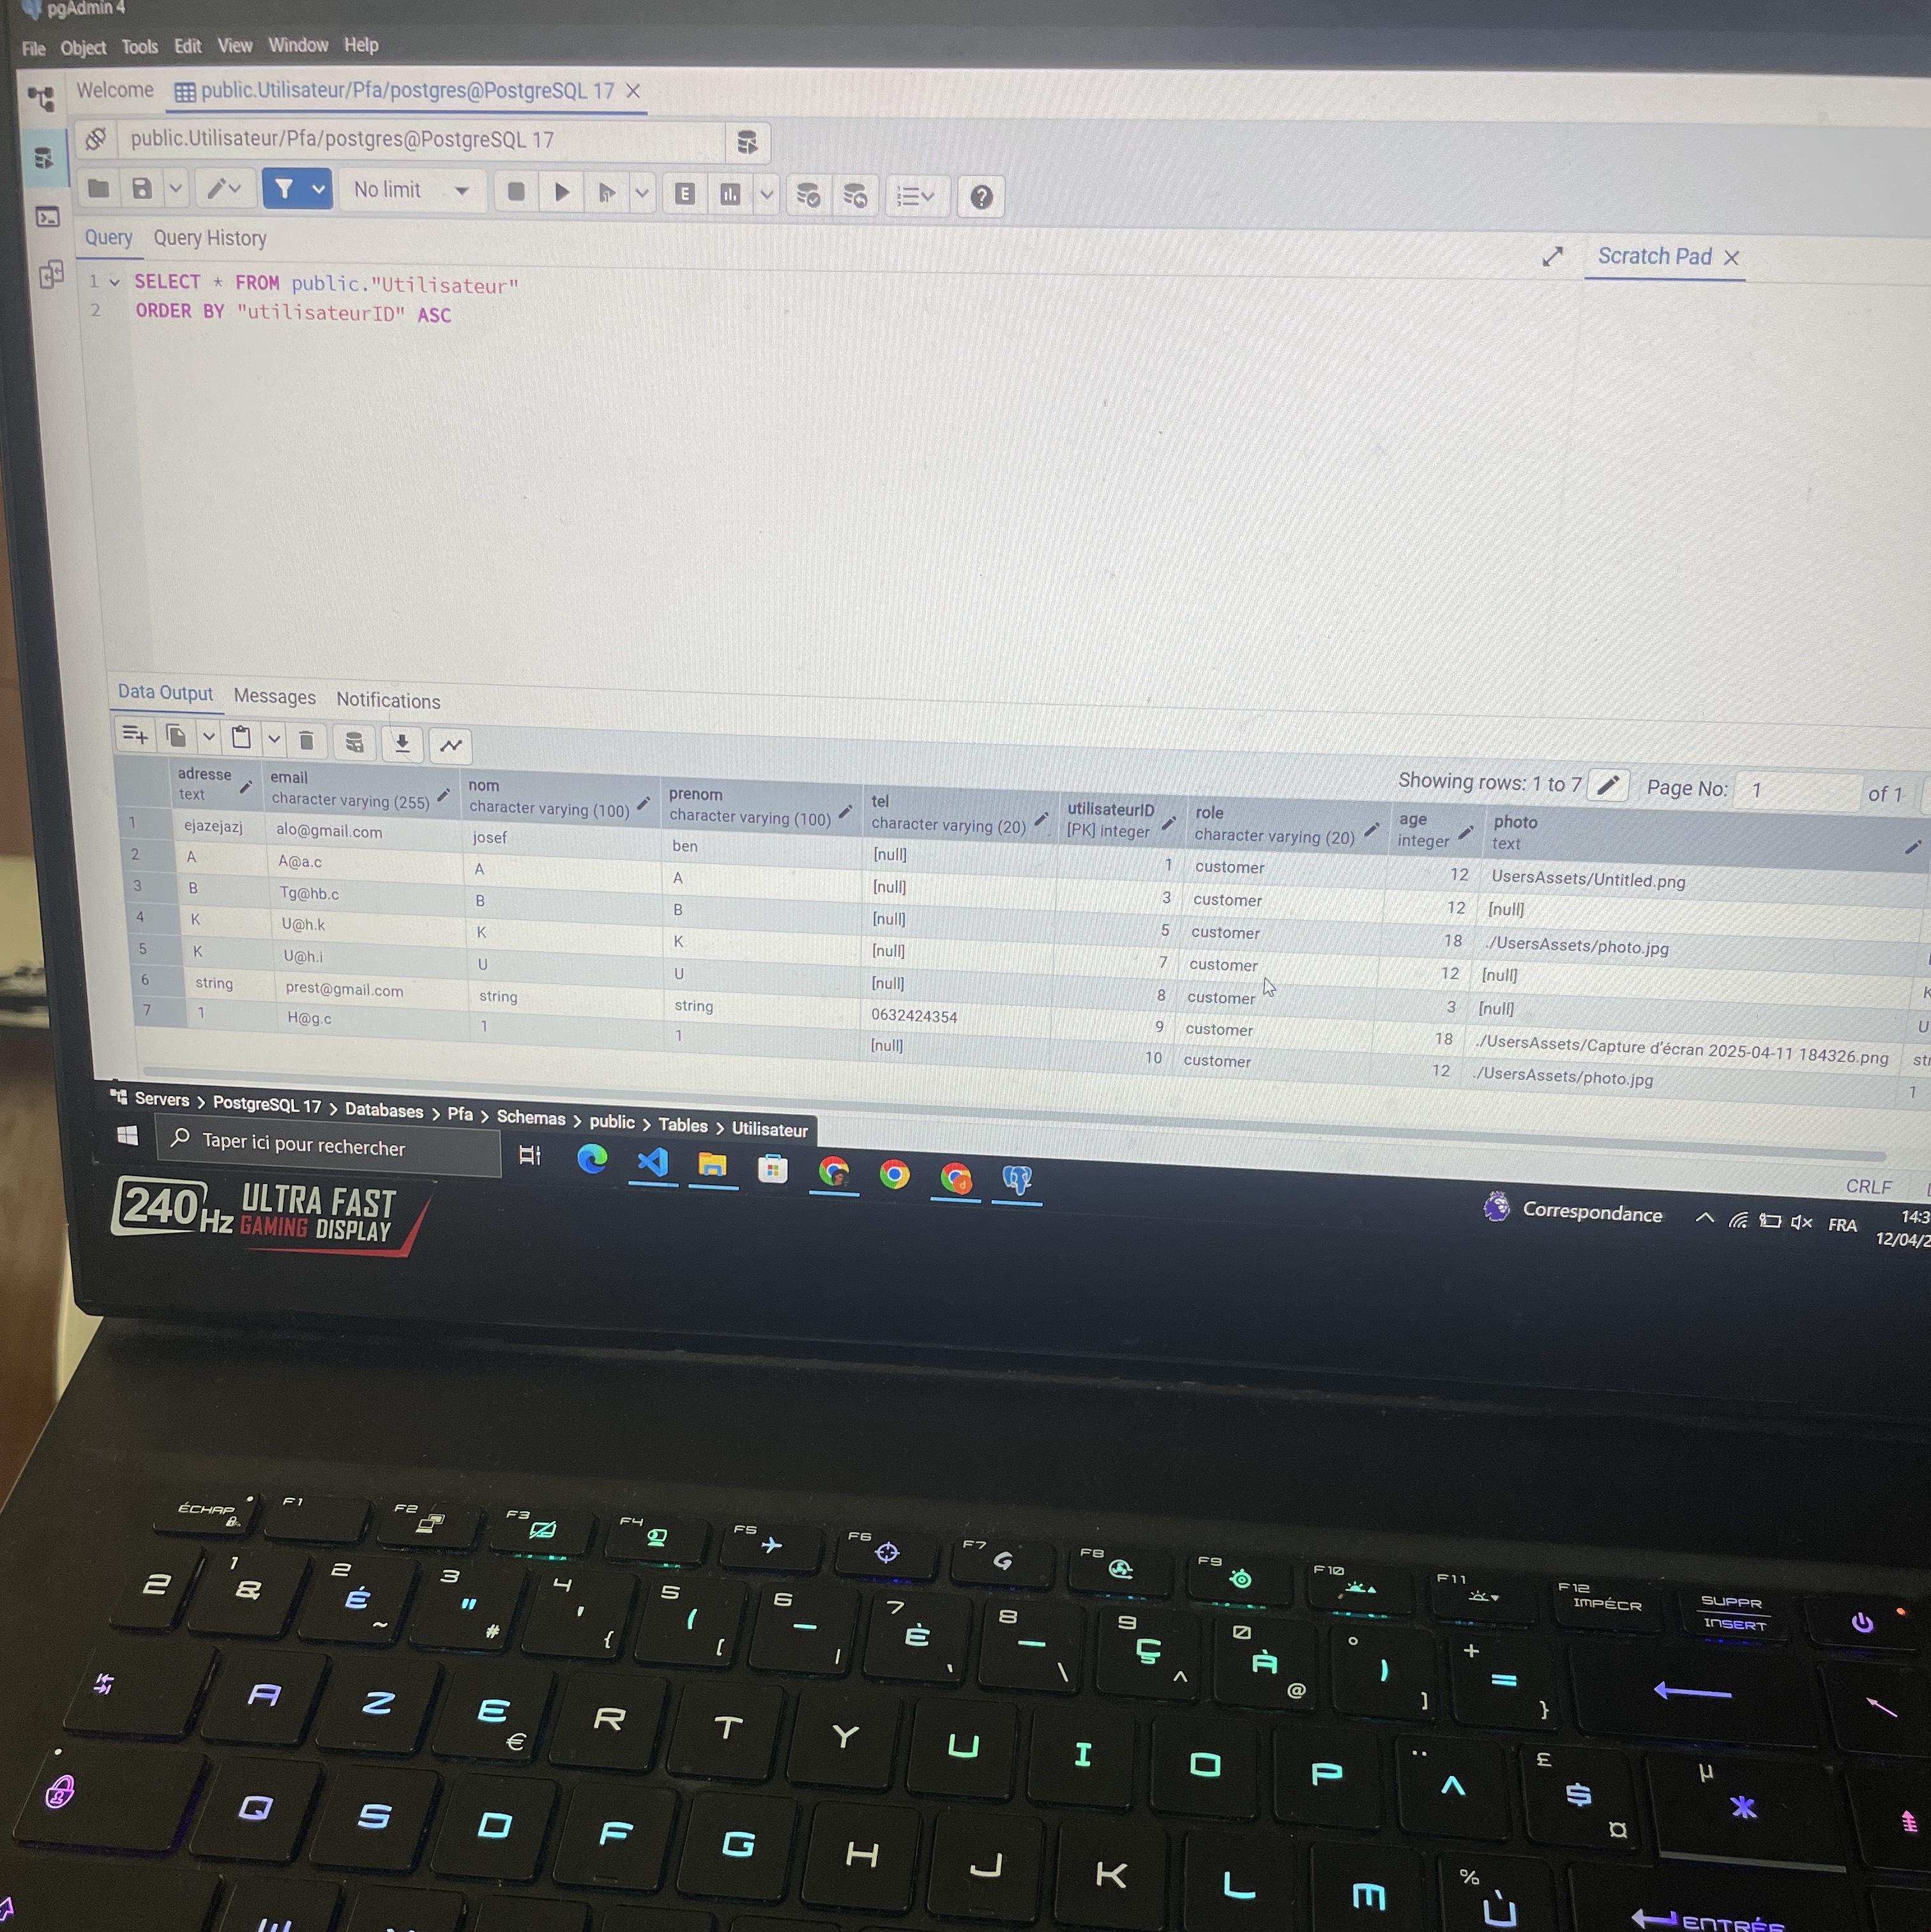 pgAdmin 4
File Object Tools Edit View Window Help
Welcome public.Utilisateur/Pfa/postgres@PostgreSQL 17
public.Utilisateur/Pfa/postgres@PostgreSQL 17
No limit E
Query Query History Scratch Pad
1 SELECT * FROM public."Utilisateur"
2 ORDER BY "utilisateurID" ASC
Data Output Messages Notifications
Showing rows: 1 to 7 Page No: 1 of 1
adresse email nom prenom tel utilisateurID role age photo
text character varying (255) character varying (100) character varying (100) character varying (20) [PK] integer character varying (20) integer text
1 ejazejazj alo@gmail.com josef ben [null] 1 customer 12 UsersAssets/Untitled.png
2 A A@a.c A A [null] 3 customer 12 [null]
3 B Tg@hb.c B B [null] 5 customer 18 ./UsersAssets/photo.jpg
4 K U@h.k K K [null] 7 customer 12 [null]
5 K U@h.i U U [null] 8 customer 3 [null] U
6 string prest@gmail.com string string 0632424354 9 customer 18 ./UsersAssets/Capture d'écran 2025-04-11 184326.png str
7 1 H@g.c 1 1 [null] 10 customer 12 ./UsersAssets/photo.jpg 1
Servers > PostgreSQL 17 > Databases > Pfa > Schemas > public > Tables > Utilisateur
CRLF
Taper ici pour rechercher
Correspondance FRA 14:3
12/04/2
240Hz ULTRA FAST
GAMING DISPLAY
ÉCHAP F1 F2 F3 F4 F5 F6 F7 G F8 F9 F10 F11 F12 IMPÉCR SUPPR INSERT
2 1 & 2 É ~ 3 " # 4 ' { 5 ( [ 6 - | 7 È ` 8 _ \ 9 Ç ^ 0 À @ ° ) ] + = }
A Z E € R T Y U I O P ¨ ^ £ $ ¤ µ *
Q S D F G H J K L M % Ù ENTRÉE